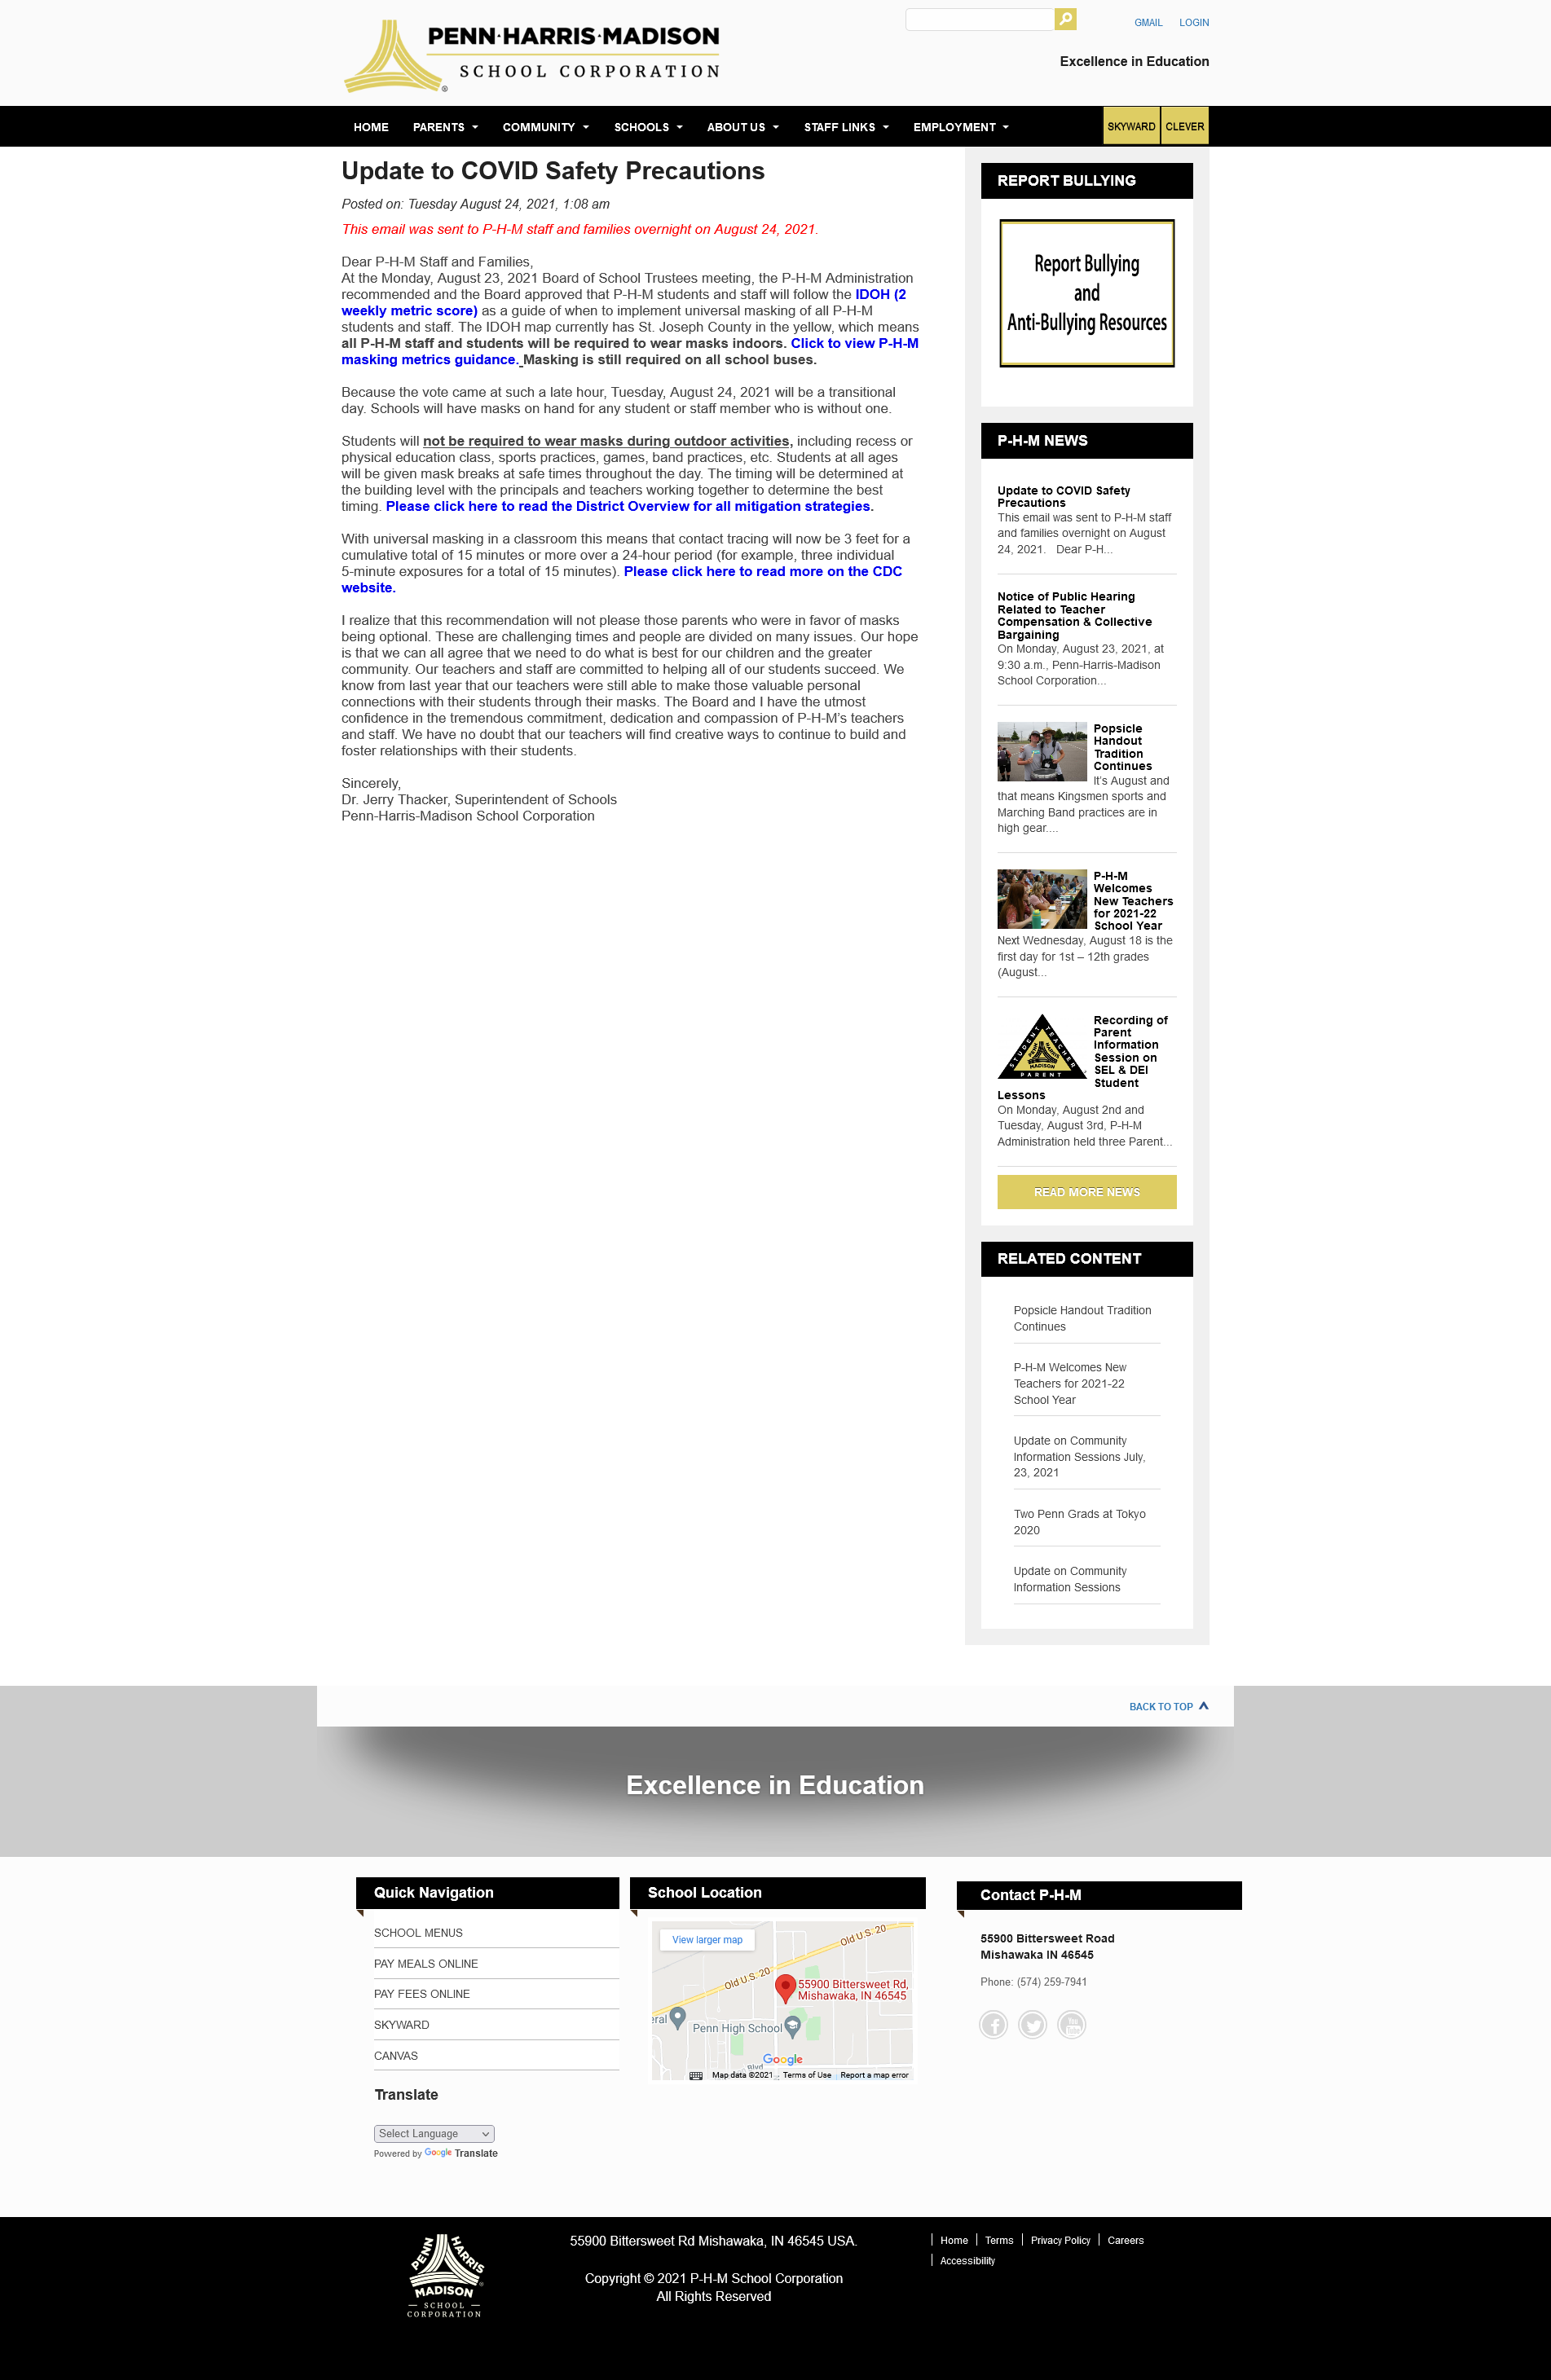 PENN·HARRIS·MADISON
SCHOOL CORPORATION
®
GMAIL LOGIN
Excellence in Education
HOME PARENTS COMMUNITY SCHOOLS ABOUT US STAFF LINKS EMPLOYMENT SKYWARD CLEVER
Update to COVID Safety Precautions
Posted on: Tuesday August 24, 2021, 1:08 am
This email was sent to P-H-M staff and families overnight on August 24, 2021.
Dear P-H-M Staff and Families,
At the Monday, August 23, 2021 Board of School Trustees meeting, the P-H-M Administration
recommended and the Board approved that P-H-M students and staff will follow the IDOH (2
weekly metric score) as a guide of when to implement universal masking of all P-H-M
students and staff. The IDOH map currently has St. Joseph County in the yellow, which means
all P-H-M staff and students will be required to wear masks indoors. Click to view P-H-M
masking metrics guidance. Masking is still required on all school buses.
Because the vote came at such a late hour, Tuesday, August 24, 2021 will be a transitional
day. Schools will have masks on hand for any student or staff member who is without one.
Students will not be required to wear masks during outdoor activities, including recess or
physical education class, sports practices, games, band practices, etc. Students at all ages
will be given mask breaks at safe times throughout the day. The timing will be determined at
the building level with the principals and teachers working together to determine the best
timing. Please click here to read the District Overview for all mitigation strategies.
With universal masking in a classroom this means that contact tracing will now be 3 feet for a
cumulative total of 15 minutes or more over a 24-hour period (for example, three individual
5-minute exposures for a total of 15 minutes). Please click here to read more on the CDC
website.
I realize that this recommendation will not please those parents who were in favor of masks
being optional. These are challenging times and people are divided on many issues. Our hope
is that we can all agree that we need to do what is best for our children and the greater
community. Our teachers and staff are committed to helping all of our students succeed. We
know from last year that our teachers were still able to make those valuable personal
connections with their students through their masks. The Board and I have the utmost
confidence in the tremendous commitment, dedication and compassion of P-H-M's teachers
and staff. We have no doubt that our teachers will find creative ways to continue to build and
foster relationships with their students.
Sincerely,
Dr. Jerry Thacker, Superintendent of Schools
Penn-Harris-Madison School Corporation
REPORT BULLYING
Report Bullying
and
Anti-Bullying Resources
P-H-M NEWS
Update to COVID Safety
Precautions
This email was sent to P-H-M staff
and families overnight on August
24, 2021. Dear P-H...
Notice of Public Hearing
Related to Teacher
Compensation & Collective
Bargaining
On Monday, August 23, 2021, at
9:30 a.m., Penn-Harris-Madison
School Corporation...
Popsicle
Handout
Tradition
Continues
It's August and
that means Kingsmen sports and
Marching Band practices are in
high gear....
P-H-M
Welcomes
New Teachers
for 2021-22
School Year
Next Wednesday, August 18 is the
first day for 1st – 12th grades
(August...
STUDENT TEACHER
PENN HARRIS
MADISON
PARENT
Recording of
Parent
Information
Session on
SEL & DEI
Student
Lessons
On Monday, August 2nd and
Tuesday, August 3rd, P-H-M
Administration held three Parent...
READ MORE NEWS
RELATED CONTENT
Popsicle Handout Tradition
Continues
P-H-M Welcomes New
Teachers for 2021-22
School Year
Update on Community
Information Sessions July,
23, 2021
Two Penn Grads at Tokyo
2020
Update on Community
Information Sessions
BACK TO TOP
Excellence in Education
Quick Navigation
SCHOOL MENUS
PAY MEALS ONLINE
PAY FEES ONLINE
SKYWARD
CANVAS
Translate
Select Language
Powered by Google Translate
School Location
View larger map
Old U.S. 20
Old U.S. 20
55900 Bittersweet Rd,
Mishawaka, IN 46545
eral
Penn High School
Google
Blvd
Map data ©2021 Terms of Use Report a map error
Contact P-H-M
55900 Bittersweet Road
Mishawaka IN 46545
Phone: (574) 259-7941
You
Tube
PENN HARRIS
MADISON
SCHOOL
CORPORATION
55900 Bittersweet Rd Mishawaka, IN 46545 USA.
Copyright © 2021 P-H-M School Corporation
All Rights Reserved
Home Terms Privacy Policy Careers
Accessibility